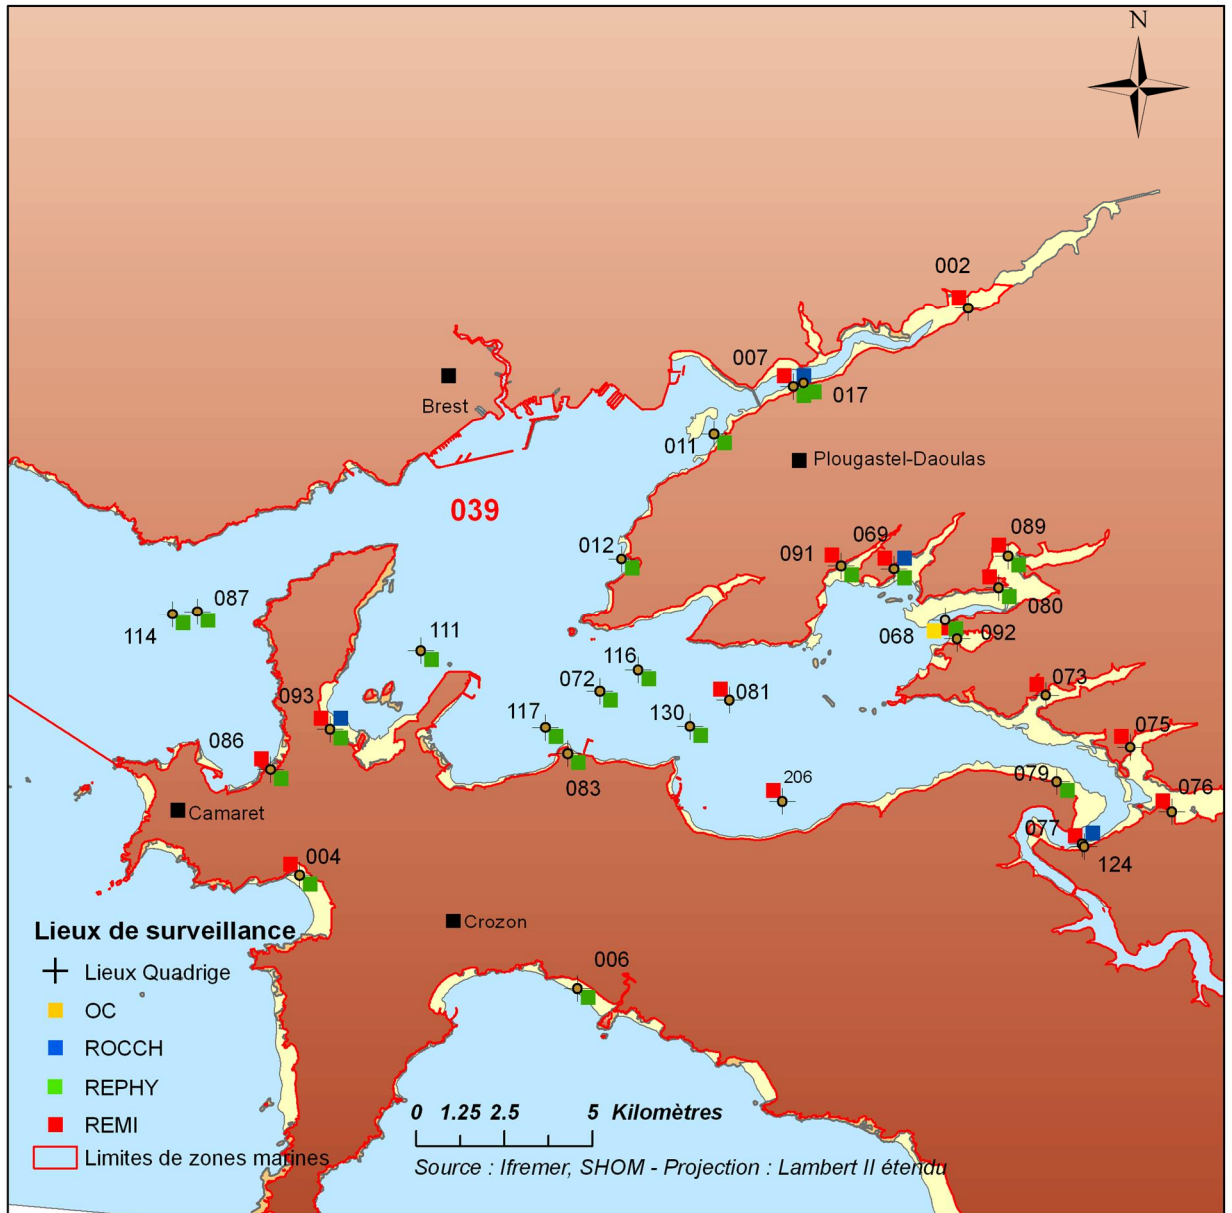 N
002
007
Brest
017
011
Plougastel-Daoulas
039
012
091
069
089
080
068
092
087
114
111
116
072
081
073
093
117
130
075
086
083
206
079
076
Camaret
077
124
004
Crozon
006
Lieux de surveillance
Lieux Quadrige
OC
ROCCH
REPHY
REMI
Limites de zones marines
0 1.25 2.5 5 Kilomètres
Source : Ifremer, SHOM - Projection : Lambert II étendu